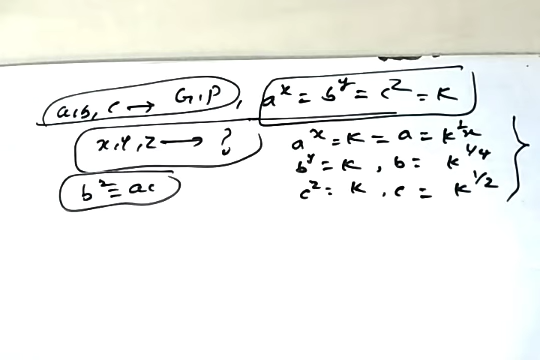 a,b, c → G.P, a^x = b^y = c^z = K
x,y,z → ? a^x = K = a = K^1/x
b^y = K , b = K^1/y
b² = ac c^z = K , c = K^1/z